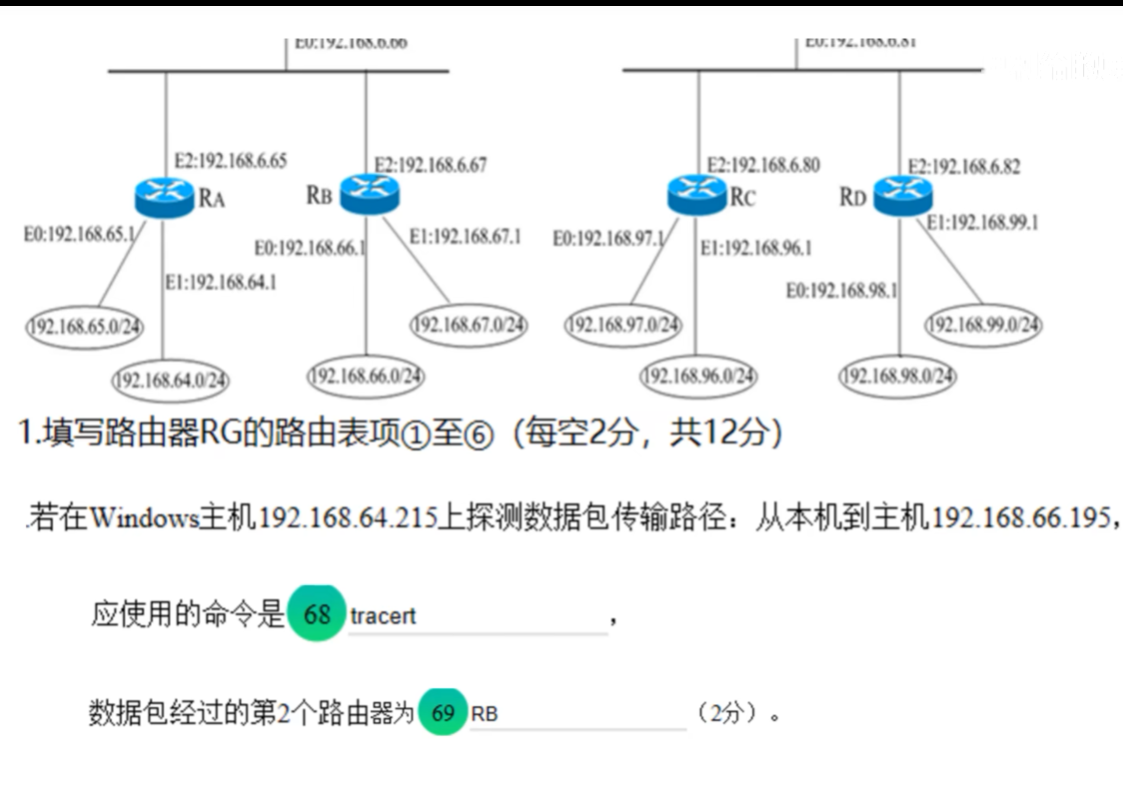 E0:192.168.6.66 E0:192.168.6.81
E2:192.168.6.65 E2:192.168.6.67 E2:192.168.6.80 E2:192.168.6.82
RA RB RC RD
E0:192.168.65.1 E0:192.168.66.1 E1:192.168.67.1 E0:192.168.97.1 E1:192.168.96.1 E1:192.168.99.1
E1:192.168.64.1 E0:192.168.98.1
192.168.65.0/24 192.168.67.0/24 192.168.97.0/24 192.168.99.0/24
192.168.64.0/24 192.168.66.0/24 192.168.96.0/24 192.168.98.0/24
1.填写路由器RG的路由表项①至⑥（每空2分，共12分）
.若在Windows主机192.168.64.215上探测数据包传输路径：从本机到主机192.168.66.195，
应使用的命令是 68 tracert ，
数据包经过的第2个路由器为 69 RB （2分）。